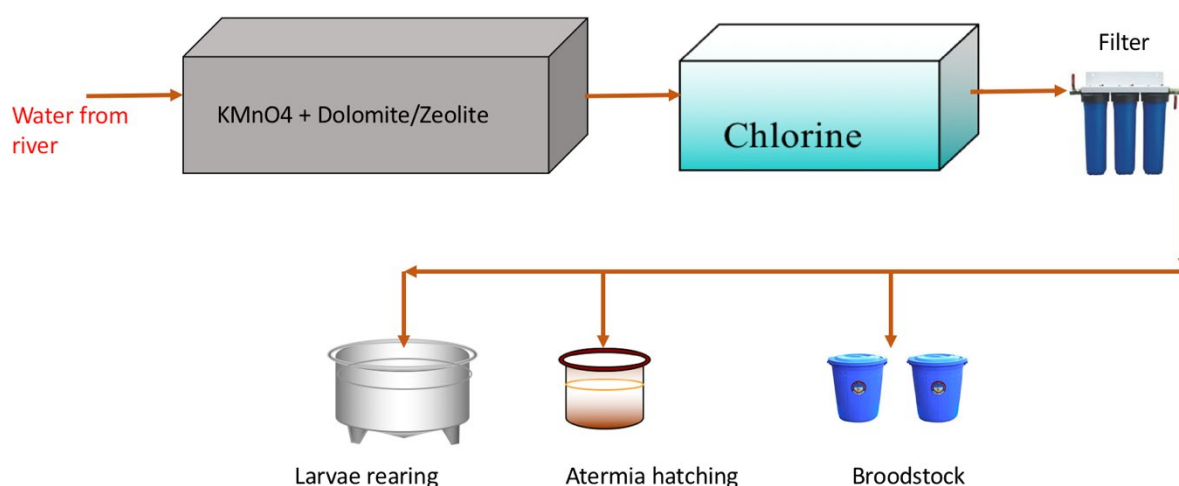 Filter
Water from
river
KMnO4 + Dolomite/Zeolite
Chlorine
Larvae rearing
Atermia hatching
Broodstock